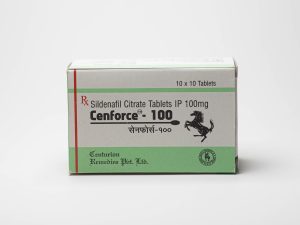 10 x 10 Tablets
Rx Sildenafil Citrate Tablets IP 100mg
Cenforce - 100
सेनफोर्स-१००
Centurion
Remedies Pvt. Ltd.